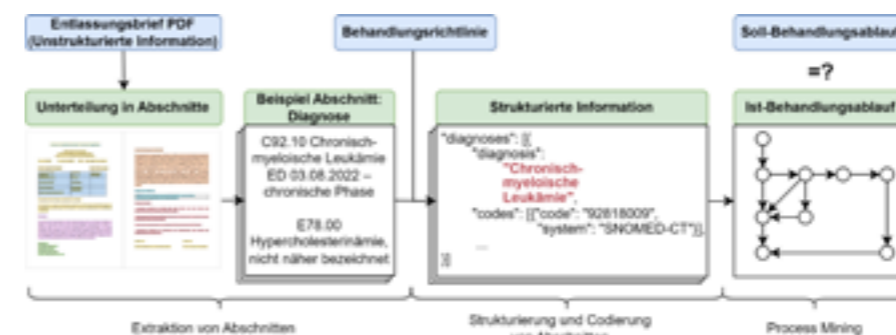 Entlassungsbrief PDF
(Unstrukturierte Information)
Behandlungsrichtlinie
Soll-Behandlungsablauf
=?
Unterteilung in Abschnitte
Beispiel Abschnitt:
Diagnose
Strukturierte Information
Ist-Behandlungsablauf
C92.10 Chronisch-
myeloische Leukämie
ED 03.08.2022 –
chronische Phase
E78.00
Hypercholesterinämie,
nicht näher bezeichnet
"diagnoses": [{
"diagnosis":
"Chronisch-
myeloische
Leukämie",
"codes": [{"code": "92818009",
"system": "SNOMED-CT"}],
...
}]
Extraktion von Abschnitten
Strukturierung und Codierung
von Abschnitten
Process Mining